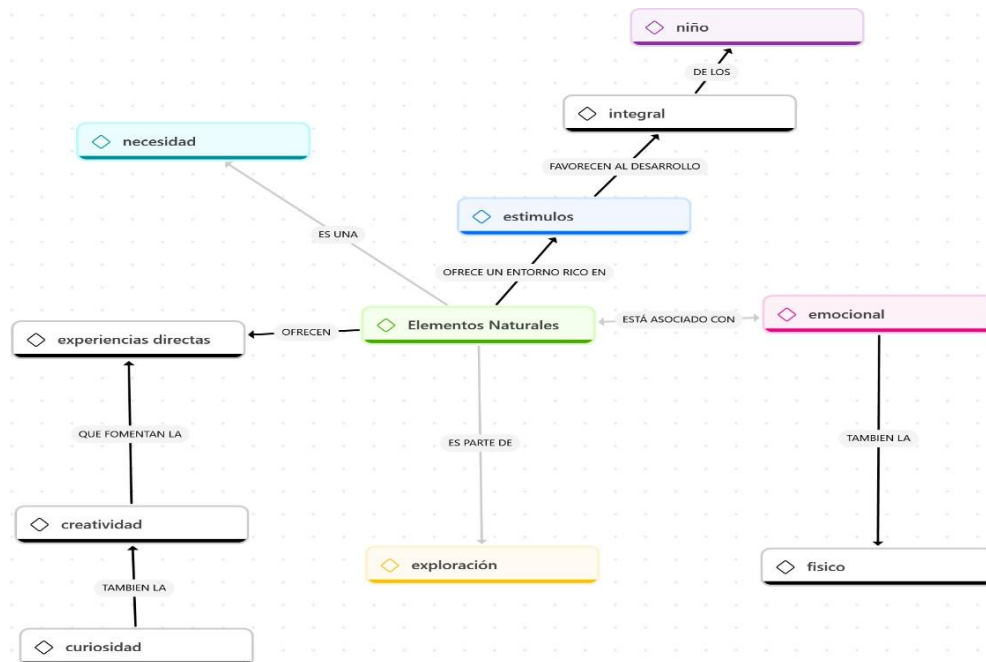 niño
DE LOS
integral
necesidad
FAVORECEN AL DESARROLLO
estimulos
ES UNA
OFRECE UN ENTORNO RICO EN
Elementos Naturales
ESTÁ ASOCIADO CON
emocional
OFRECEN
experiencias directas
QUE FOMENTAN LA
ES PARTE DE
TAMBIEN LA
creatividad
exploración
fisico
TAMBIEN LA
curiosidad